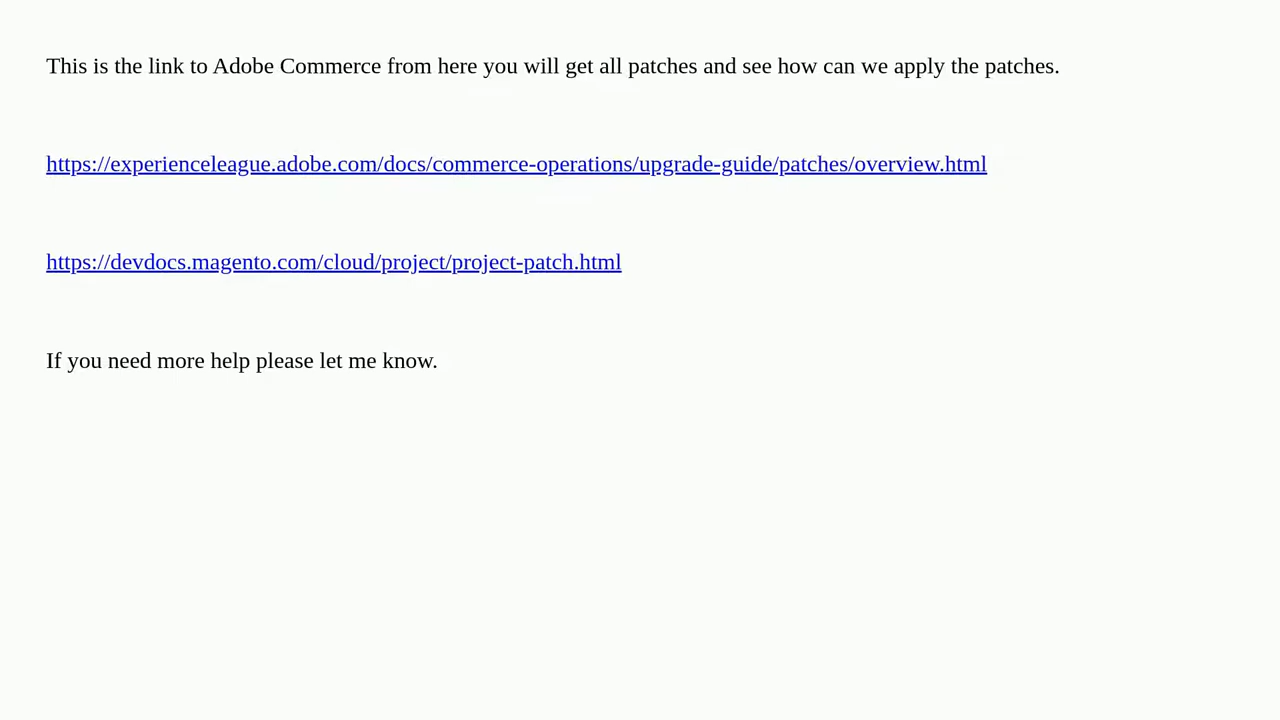 This is the link to Adobe Commerce from here you will get all patches and see how can we apply the patches.
https://experienceleague.adobe.com/docs/commerce-operations/upgrade-guide/patches/overview.html
https://devdocs.magento.com/cloud/project/project-patch.html
If you need more help please let me know.